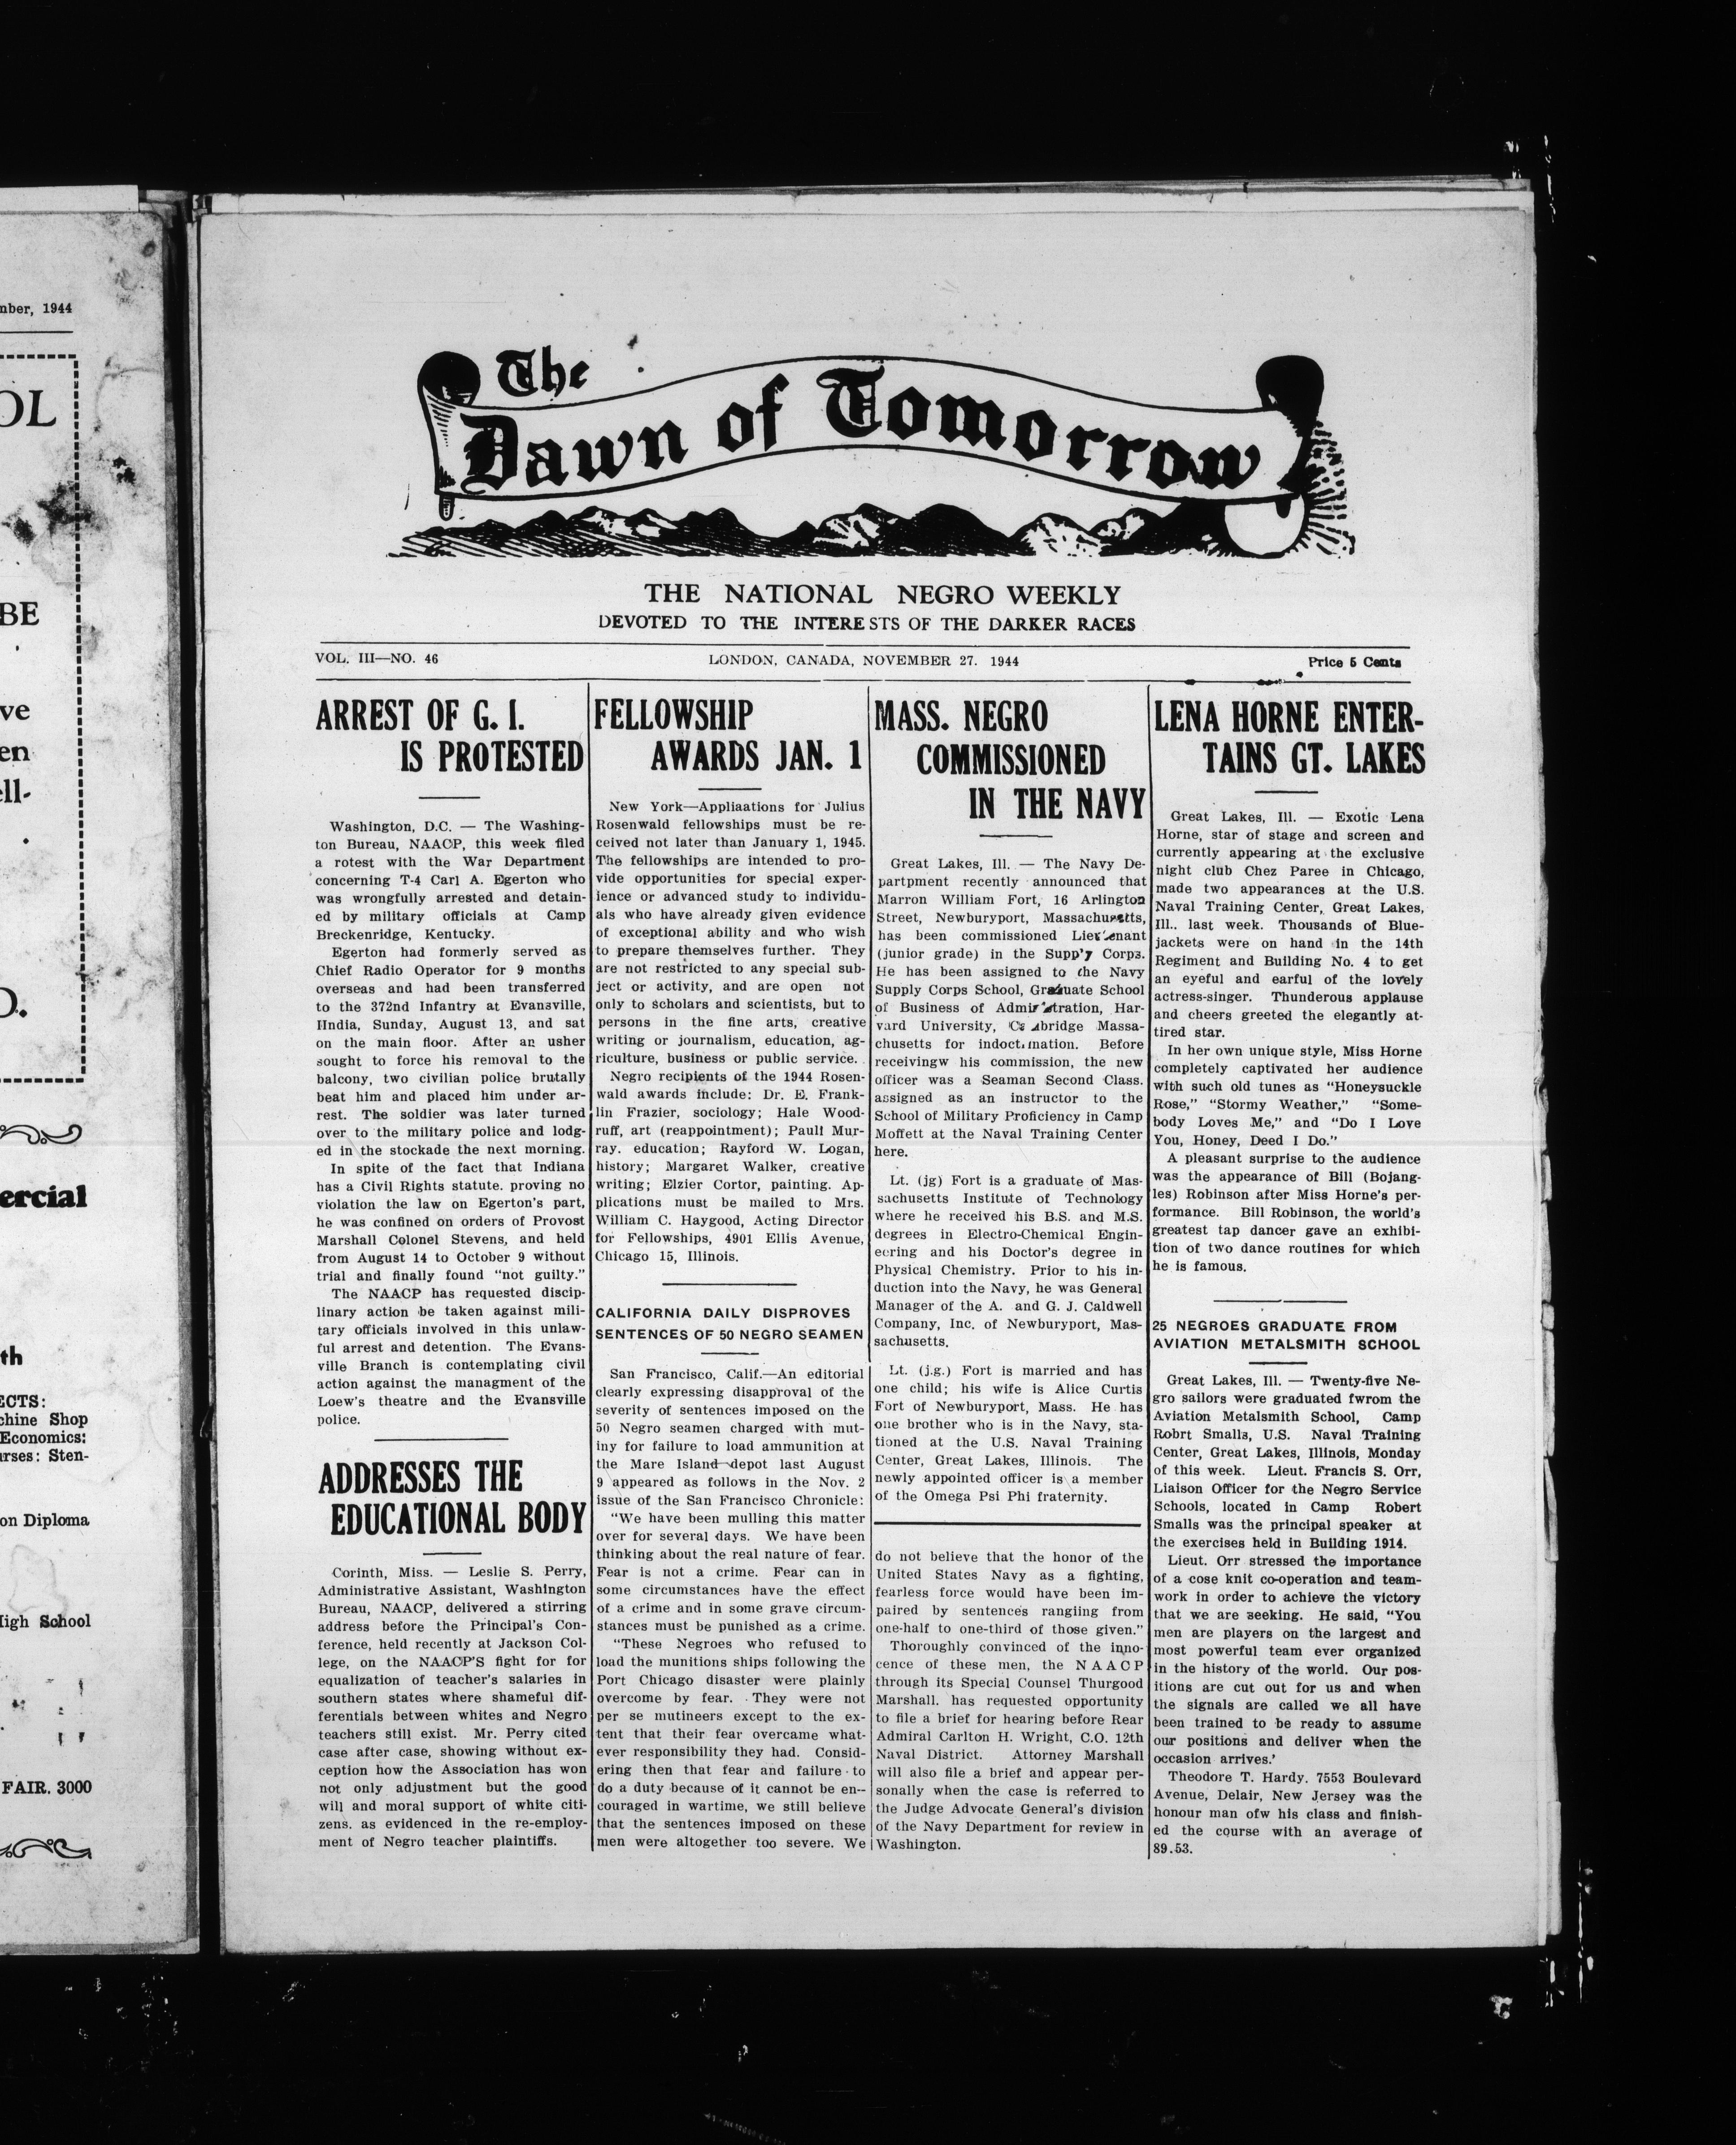 mber, 1944
OL
BE
ve
en
ell-
D.
ercial
th
ECTS:
chine Shop
Economics:
urses: Sten-
on Diploma
High School
FAIR. 3000
The
Dawn of Tomorrow
THE NATIONAL NEGRO WEEKLY
DEVOTED TO THE INTERESTS OF THE DARKER RACES
VOL. III—NO. 46
LONDON, CANADA, NOVEMBER 27. 1944
Price 5 Cents
ARREST OF G. I.
IS PROTESTED
Washington, D.C. — The Washing-
ton Bureau, NAACP, this week filed
a rotest with the War Department
concerning T-4 Carl A. Egerton who
was wrongfully arrested and detain-
ed by military officials at Camp
Breckenridge, Kentucky.
Egerton had formerly served as
Chief Radio Operator for 9 months
overseas and had been transferred
to the 372nd Infantry at Evansville,
IIndia, Sunday, August 13, and sat
on the main floor. After an usher
sought to force his removal to the
balcony, two civilian police brutally
beat him and placed him under ar-
rest. The soldier was later turned
over to the military police and lodg-
ed in the stockade the next morning.
In spite of the fact that Indiana
has a Civil Rights statute. proving no
violation the law on Egerton's part,
he was confined on orders of Provost
Marshall Colonel Stevens, and held
from August 14 to October 9 without
trial and finally found "not guilty."
The NAACP has requested discip-
linary action be taken against mili-
tary officials involved in this unlaw-
ful arrest and detention. The Evans-
ville Branch is contemplating civil
action against the managment of the
Loew's theatre and the Evansville
police.
ADDRESSES THE
EDUCATIONAL BODY
Corinth, Miss. — Leslie S. Perry,
Administrative Assistant, Washington
Bureau, NAACP, delivered a stirring
address before the Principal's Con-
ference, held recently at Jackson Col-
lege, on the NAACP'S fight for for
equalization of teacher's salaries in
southern states where shameful dif-
ferentials between whites and Negro
teachers still exist. Mr. Perry cited
case after case, showing without ex-
ception how the Association has won
not only adjustment but the good
will and moral support of white citi-
zens. as evidenced in the re-employ-
ment of Negro teacher plaintiffs.
FELLOWSHIP
AWARDS JAN. 1
New York—Appliaations for Julius
Rosenwald fellowships must be re-
ceived not later than January 1, 1945.
The fellowships are intended to pro-
vide opportunities for special exper-
ience or advanced study to individu-
als who have already given evidence
of exceptional ability and who wish
to prepare themselves further. They
are not restricted to any special sub-
ject or activity, and are open not
only to scholars and scientists, but to
persons in the fine arts, creative
writing or journalism, education, ag-
riculture, business or public service.
Negro recipients of the 1944 Rosen-
wald awards include: Dr. E. Frank-
lin Frazier, sociology; Hale Wood-
ruff, art (reappointment); Pauli Mur-
ray. education; Rayford W. Logan,
history; Margaret Walker, creative
writing; Elzier Cortor, painting. Ap-
plications must be mailed to Mrs.
William C. Haygood, Acting Director
for Fellowships, 4901 Ellis Avenue,
Chicago 15, Illinois.
CALIFORNIA DAILY DISPROVES
SENTENCES OF 50 NEGRO SEAMEN
San Francisco, Calif.—An editorial
clearly expressing disapproval of the
severity of sentences imposed on the
50 Negro seamen charged with mut-
iny for failure to load ammunition at
the Mare Island depot last August
9 appeared as follows in the Nov. 2
issue of the San Francisco Chronicle:
"We have been mulling this matter
over for several days. We have been
thinking about the real nature of fear.
Fear is not a crime. Fear can in
some circumstances have the effect
of a crime and in some grave circum-
stances must be punished as a crime.
"These Negroes who refused to
load the munitions ships following the
Port Chicago disaster were plainly
overcome by fear. They were not
per se mutineers except to the ex-
tent that their fear overcame what-
ever responsibility they had. Consid-
ering then that fear and failure to
do a duty because of it cannot be en--
couraged in wartime, we still believe
that the sentences imposed on these
men were altogether too severe. We
MASS. NEGRO
COMMISSIONED
IN THE NAVY
Great Lakes, Ill. — The Navy De-
partpment recently announced that
Marron William Fort, 16 Arlington
Street, Newburyport, Massachusetts,
has been commissioned Lieutenant
(junior grade) in the Supp'y Corps.
He has been assigned to the Navy
Supply Corps School, Graduate School
of Business of Administration, Har-
vard University, Cambridge Massa-
chusetts for indoctrination. Before
receivingw his commission, the new
officer was a Seaman Second Class.
assigned as an instructor to the
School of Military Proficiency in Camp
Moffett at the Naval Training Center
here.
Lt. (jg) Fort is a graduate of Mas-
sachusetts Institute of Technology
where he received his B.S. and M.S.
degrees in Electro-Chemical Engin-
eering and his Doctor's degree in
Physical Chemistry. Prior to his in-
duction into the Navy, he was General
Manager of the A. and G. J. Caldwell
Company, Inc. of Newburyport, Mas-
sachusetts.
Lt. (j.g.) Fort is married and has
one child; his wife is Alice Curtis
Fort of Newburyport, Mass. He has
one brother who is in the Navy, sta-
tioned at the U.S. Naval Training
Center, Great Lakes, Illinois. The
newly appointed officer is a member
of the Omega Psi Phi fraternity.
do not believe that the honor of the
United States Navy as a fighting,
fearless force would have been im-
paired by sentences rangiing from
one-half to one-third of those given."
Thoroughly convinced of the inno-
cence of these men, the NAACP
through its Special Counsel Thurgood
Marshall. has requested opportunity
to file a brief for hearing before Rear
Admiral Carlton H. Wright, C.O. 12th
Naval District. Attorney Marshall
will also file a brief and appear per-
sonally when the case is referred to
the Judge Advocate General's division
of the Navy Department for review in
Washington.
LENA HORNE ENTER-
TAINS GT. LAKES
Great Lakes, Ill. — Exotic Lena
Horne, star of stage and screen and
currently appearing at the exclusive
night club Chez Paree in Chicago,
made two appearances at the U.S.
Naval Training Center, Great Lakes,
Ill.. last week. Thousands of Blue-
jackets were on hand in the 14th
Regiment and Building No. 4 to get
an eyeful and earful of the lovely
actress-singer. Thunderous applause
and cheers greeted the elegantly at-
tired star.
In her own unique style, Miss Horne
completely captivated her audience
with such old tunes as "Honeysuckle
Rose," "Stormy Weather," "Some-
body Loves Me," and "Do I Love
You, Honey, Deed I Do."
A pleasant surprise to the audience
was the appearance of Bill (Bojang-
les) Robinson after Miss Horne's per-
formance. Bill Robinson, the world's
greatest tap dancer gave an exhibi-
tion of two dance routines for which
he is famous.
25 NEGROES GRADUATE FROM
AVIATION METALSMITH SCHOOL
Great Lakes, Ill. — Twenty-five Ne-
gro sailors were graduated fwrom the
Aviation Metalsmith School, Camp
Robrt Smalls, U.S. Naval Training
Center, Great Lakes, Illinois, Monday
of this week. Lieut. Francis S. Orr,
Liaison Officer for the Negro Service
Schools, located in Camp Robert
Smalls was the principal speaker at
the exercises held in Building 1914.
Lieut. Orr stressed the importance
of a cose knit co-operation and team-
work in order to achieve the victory
that we are seeking. He said, "You
men are players on the largest and
most powerful team ever organized
in the history of the world. Our pos-
itions are cut out for us and when
the signals are called we all have
been trained to be ready to assume
our positions and deliver when the
occasion arrives.'
Theodore T. Hardy. 7553 Boulevard
Avenue, Delair, New Jersey was the
honour man ofw his class and finish-
ed the course with an average of
89.53.